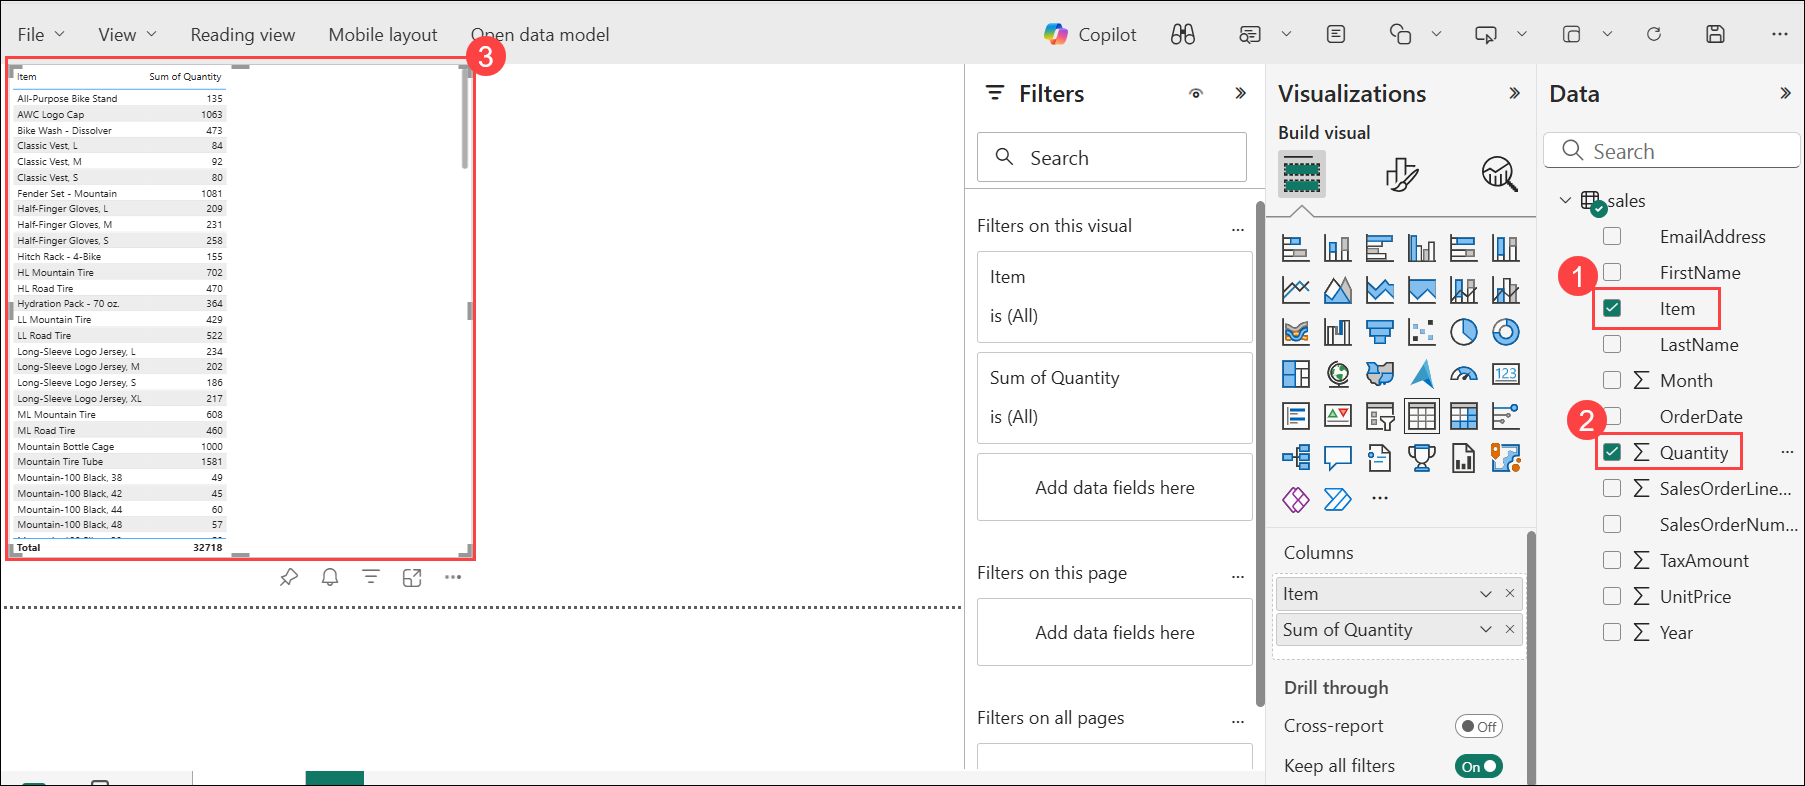 File View Reading view Mobile layout Open data model Copilot
3
Item Sum of Quantity
All-Purpose Bike Stand 135
AWC Logo Cap 1063
Bike Wash - Dissolver 473
Classic Vest, L 84
Classic Vest, M 92
Classic Vest, S 80
Fender Set - Mountain 1081
Half-Finger Gloves, L 209
Half-Finger Gloves, M 231
Half-Finger Gloves, S 258
Hitch Rack - 4-Bike 155
HL Mountain Tire 702
HL Road Tire 470
Hydration Pack - 70 oz. 364
LL Mountain Tire 429
LL Road Tire 522
Long-Sleeve Logo Jersey, L 234
Long-Sleeve Logo Jersey, M 202
Long-Sleeve Logo Jersey, S 186
Long-Sleeve Logo Jersey, XL 217
ML Mountain Tire 608
ML Road Tire 460
Mountain Bottle Cage 1000
Mountain Tire Tube 1581
Mountain-100 Black, 38 49
Mountain-100 Black, 42 45
Mountain-100 Black, 44 60
Mountain-100 Black, 48 57
Total 32718
Filters
Search
Filters on this visual
Item
is (All)
Sum of Quantity
is (All)
Add data fields here
Filters on this page
Add data fields here
Filters on all pages
Visualizations
Build visual
123
Columns
Item
Sum of Quantity
Drill through
Cross-report Off
Keep all filters On
Data
Search
sales
EmailAddress
1
FirstName
Item
LastName
Month
2
OrderDate
Quantity
SalesOrderLine...
SalesOrderNum...
TaxAmount
UnitPrice
Year